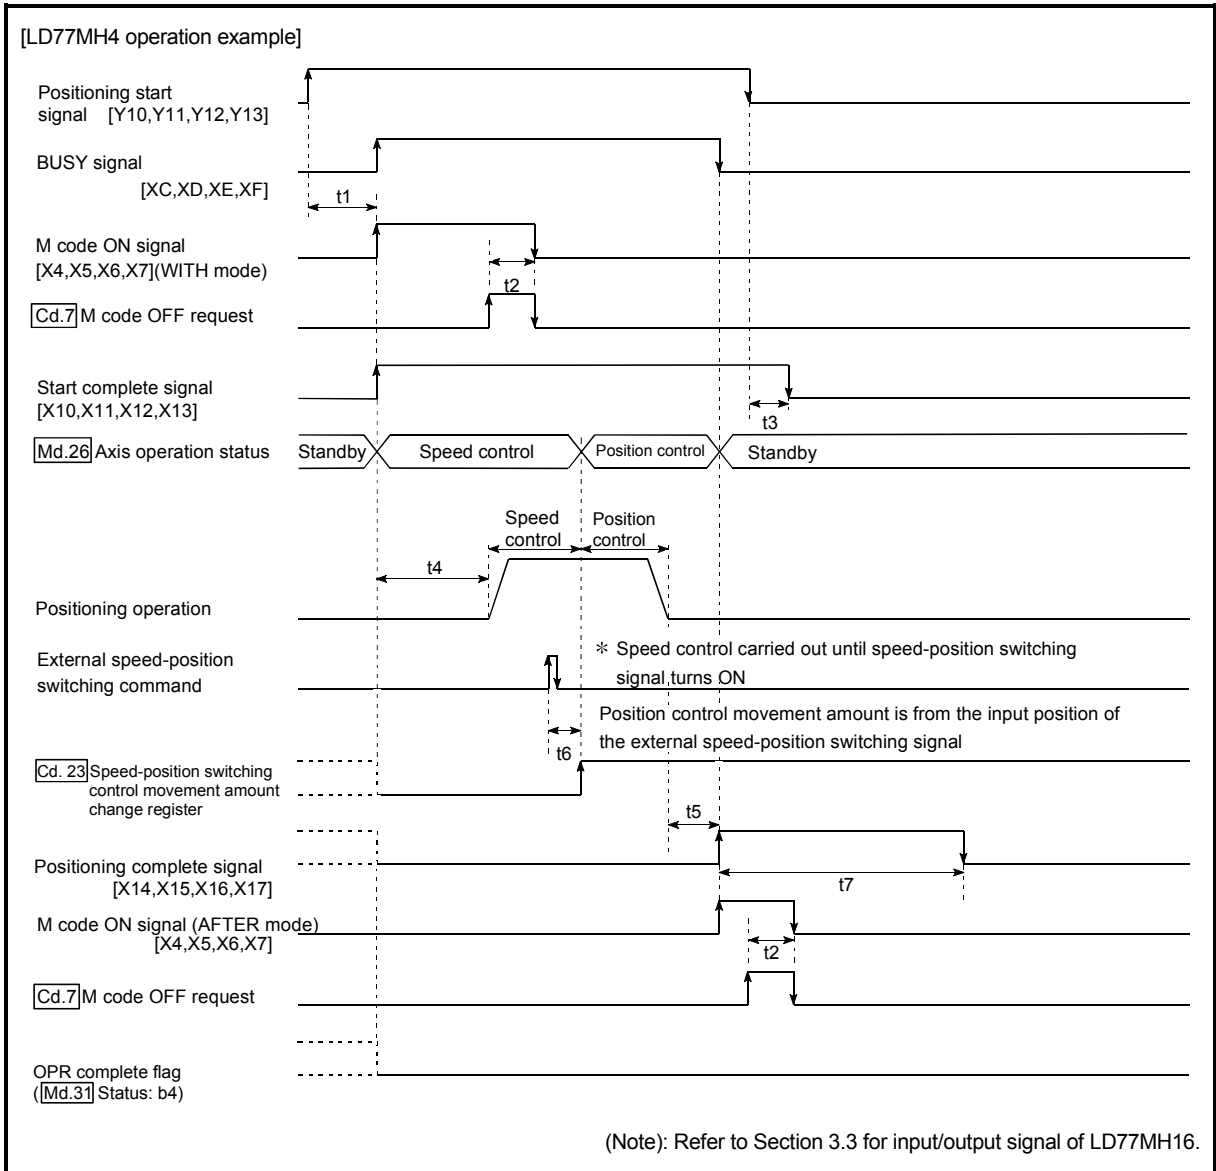 [LD77MH4 operation example]
Positioning start
signal [Y10,Y11,Y12,Y13]
BUSY signal
[XC,XD,XE,XF]
t1
M code ON signal
[X4,X5,X6,X7](WITH mode)
t2
Cd.7 M code OFF request
Start complete signal
[X10,X11,X12,X13]
t3
Md.26 Axis operation status
Standby
Speed control
Position control
Standby
Speed
control
Position
control
t4
Positioning operation
External speed-position
switching command
＊ Speed control carried out until speed-position switching
signal turns ON
Position control movement amount is from the input position of
the external speed-position switching signal
t6
Cd. 23 Speed-position switching
control movement amount
change register
t5
Positioning complete signal
[X14,X15,X16,X17]
t7
M code ON signal (AFTER mode)
[X4,X5,X6,X7]
t2
Cd.7 M code OFF request
OPR complete flag
(Md.31 Status: b4)
(Note): Refer to Section 3.3 for input/output signal of LD77MH16.